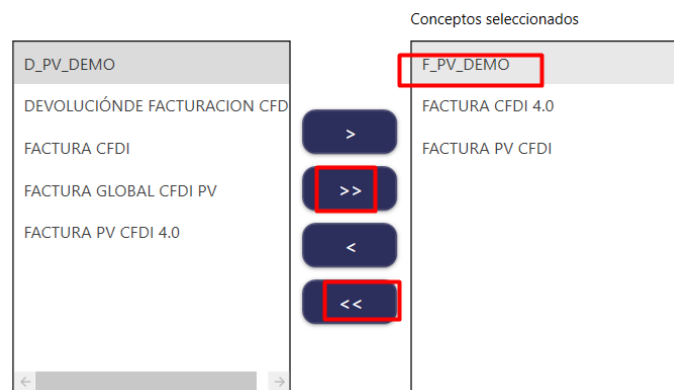 Conceptos seleccionados
D_PV_DEMO
DEVOLUCIÓNDE FACTURACION CFD
FACTURA CFDI
FACTURA GLOBAL CFDI PV
FACTURA PV CFDI 4.0
>
>>
<
<<
F_PV_DEMO
FACTURA CFDI 4.0
FACTURA PV CFDI